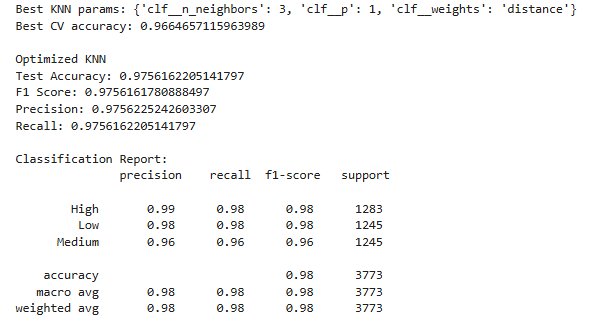 Best KNN params: {'clf__n_neighbors': 3, 'clf__p': 1, 'clf__weights': 'distance'}
Best CV accuracy: 0.9664657115963989
Optimized KNN
Test Accuracy: 0.9756162205141797
F1 Score: 0.9756161780888497
Precision: 0.9756225242603307
Recall: 0.9756162205141797
Classification Report:
precision recall f1-score support
High 0.99 0.98 0.98 1283
Low 0.98 0.98 0.98 1245
Medium 0.96 0.96 0.96 1245
accuracy 0.98 3773
macro avg 0.98 0.98 0.98 3773
weighted avg 0.98 0.98 0.98 3773